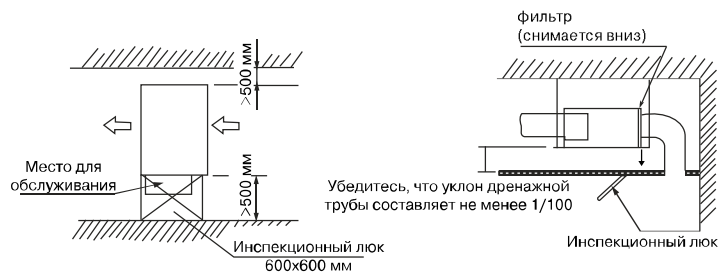 >500 мм
Место для
обслуживания
>500 мм
Инспекционный люк
600х600 мм
фильтр
(снимается вниз)
Убедитесь, что уклон дренажной
трубы составляет не менее 1/100
Инспекционный люк